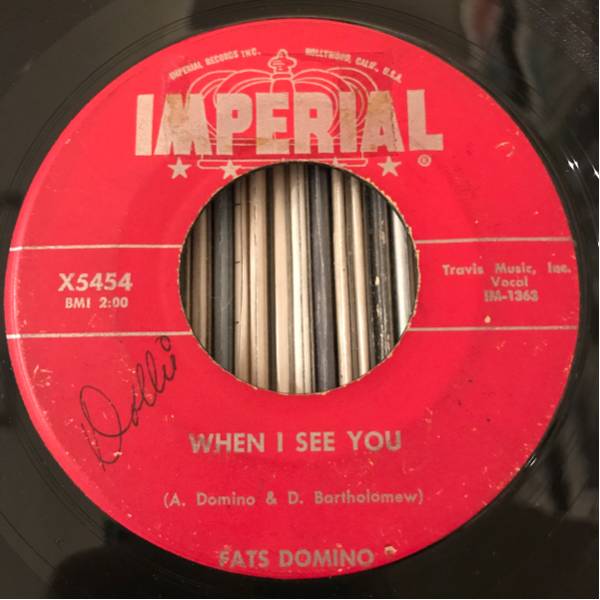 IMPERIAL RECORDS INC. HOLLYWOOD, CALIF., U.S.A.
IMPERIAL
®
X5454
BMI 2:00
Travis Music, Inc.
Vocal
IM-1363
Dollie
WHEN I SEE YOU
(A. Domino & D. Bartholomew)
FATS DOMINO